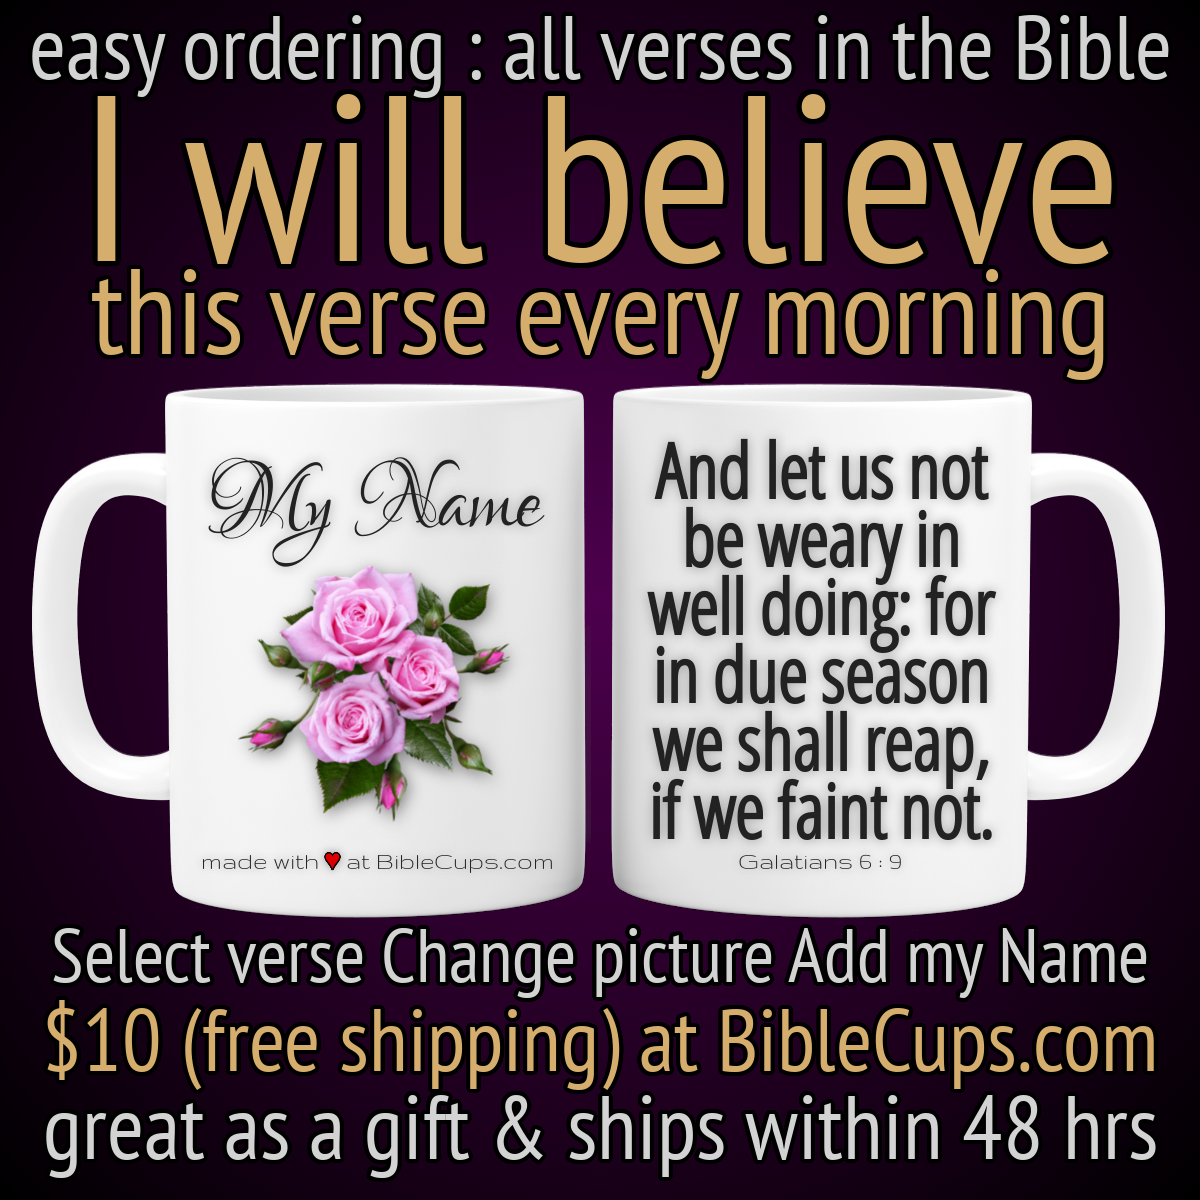 easy ordering : all verses in the Bible
I will believe
this verse every morning
My Name
made with at BibleCups.com
And let us not
be weary in
well doing: for
in due season
we shall reap,
if we faint not.
Galatians 6 : 9
Select verse Change picture Add my Name
$10 (free shipping) at BibleCups.com
great as a gift & ships within 48 hrs